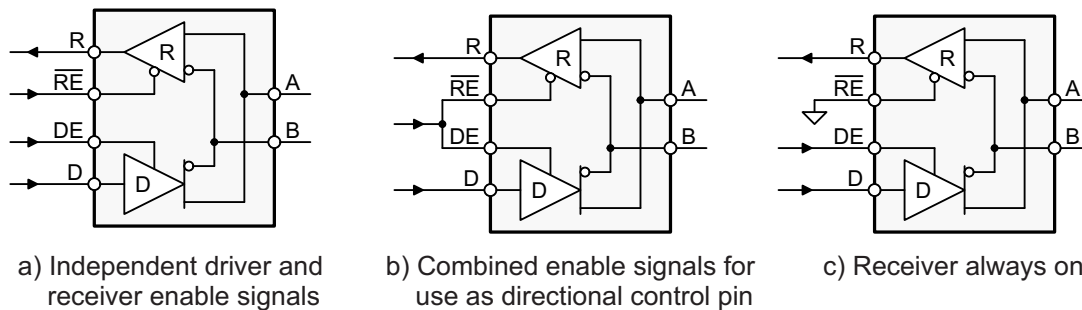 R
RE
DE
D
R
D
A
B
a) Independent driver and
receiver enable signals
R
RE
DE
D
R
D
A
B
b) Combined enable signals for
use as directional control pin
R
RE
DE
D
R
D
A
B
c) Receiver always on